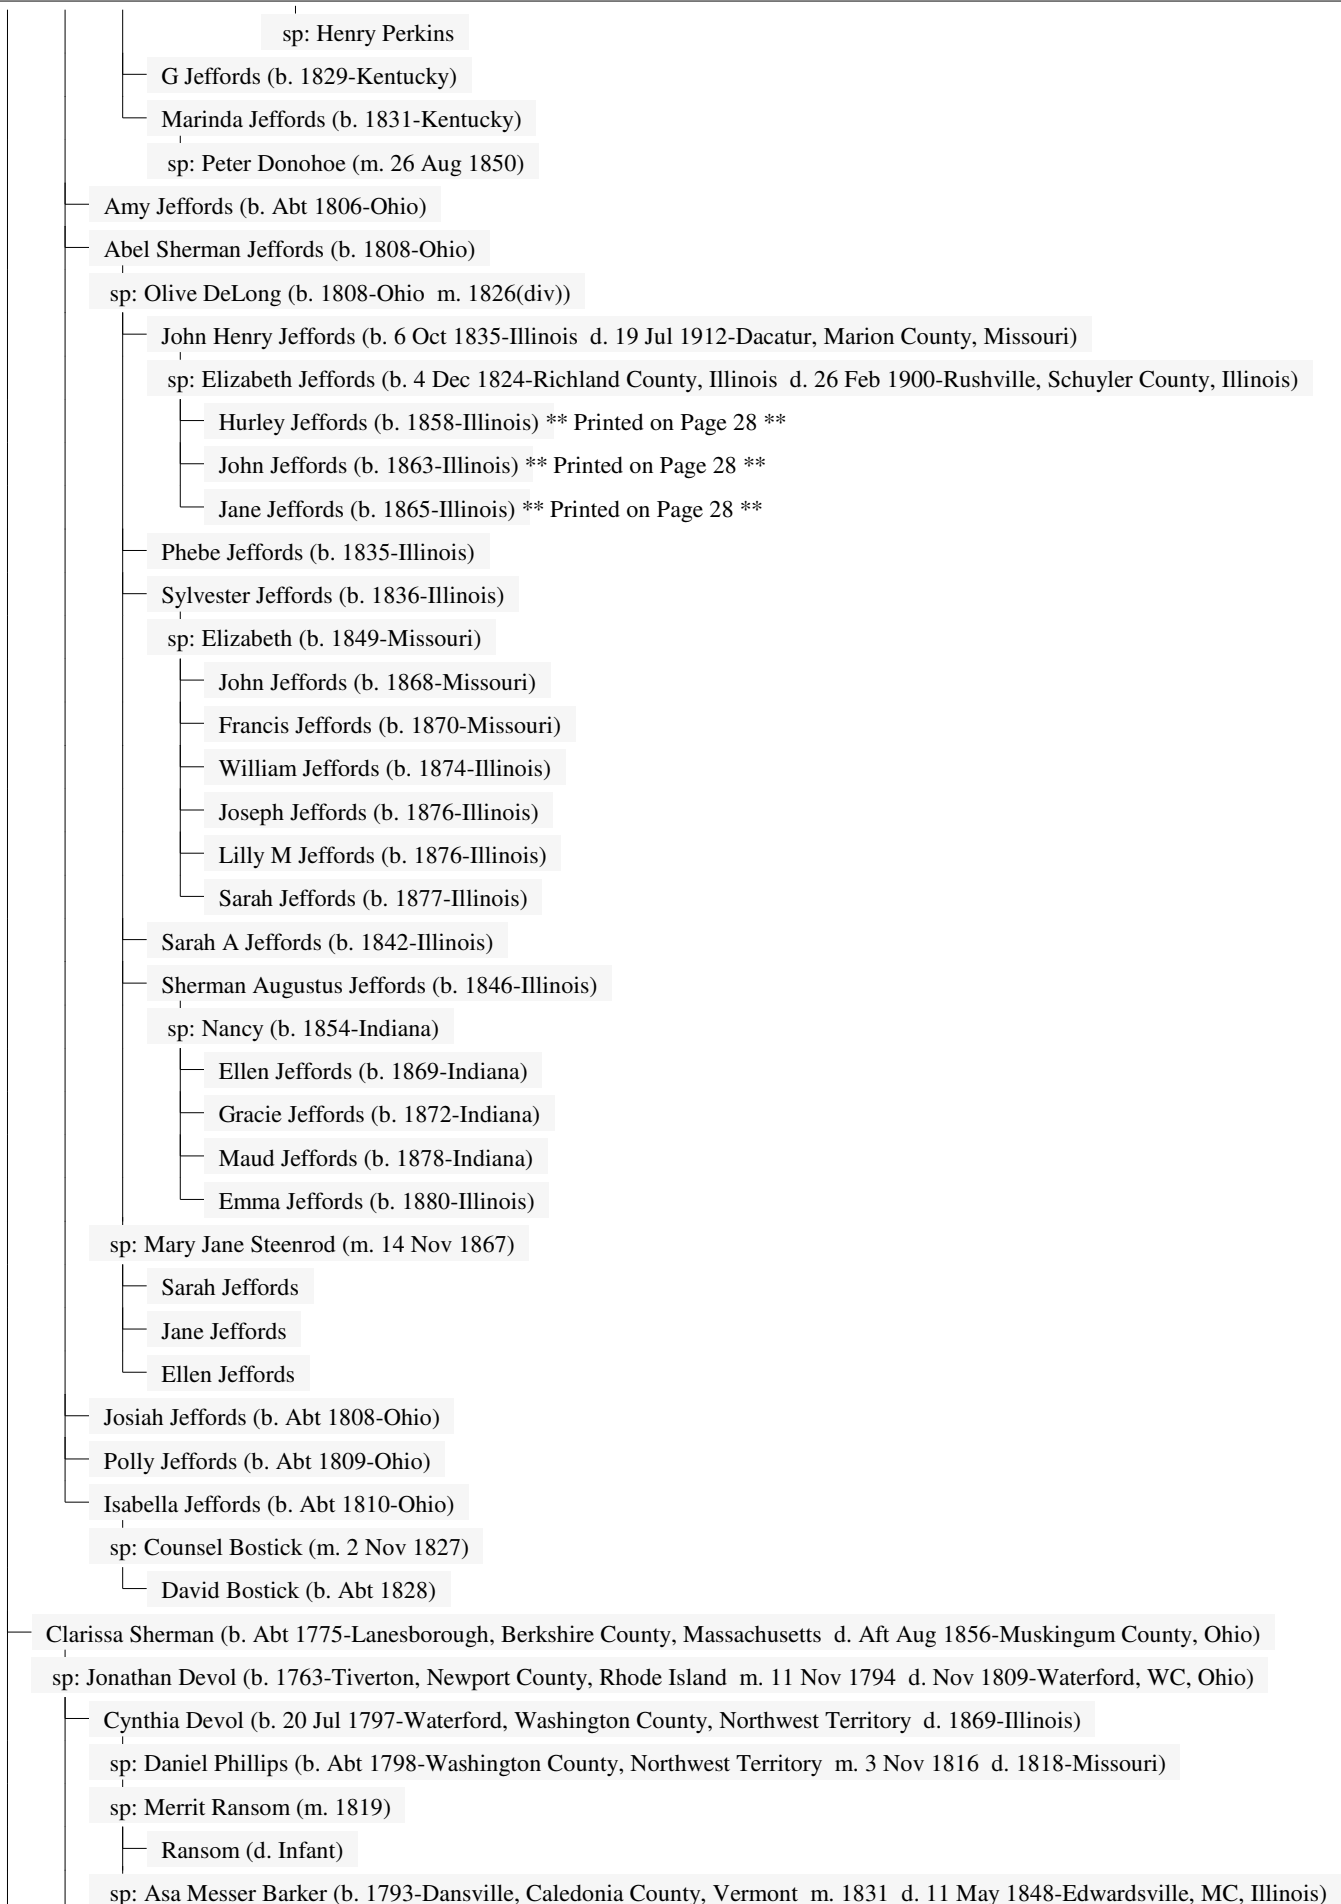 sp: Henry Perkins
G Jeffords (b. 1829-Kentucky)
Marinda Jeffords (b. 1831-Kentucky)
sp: Peter Donohoe (m. 26 Aug 1850)
Amy Jeffords (b. Abt 1806-Ohio)
Abel Sherman Jeffords (b. 1808-Ohio)
sp: Olive DeLong (b. 1808-Ohio m. 1826(div))
John Henry Jeffords (b. 6 Oct 1835-Illinois d. 19 Jul 1912-Dacatur, Marion County, Missouri)
sp: Elizabeth Jeffords (b. 4 Dec 1824-Richland County, Illinois d. 26 Feb 1900-Rushville, Schuyler County, Illinois)
Hurley Jeffords (b. 1858-Illinois) ** Printed on Page 28 **
John Jeffords (b. 1863-Illinois) ** Printed on Page 28 **
Jane Jeffords (b. 1865-Illinois) ** Printed on Page 28 **
Phebe Jeffords (b. 1835-Illinois)
Sylvester Jeffords (b. 1836-Illinois)
sp: Elizabeth (b. 1849-Missouri)
John Jeffords (b. 1868-Missouri)
Francis Jeffords (b. 1870-Missouri)
William Jeffords (b. 1874-Illinois)
Joseph Jeffords (b. 1876-Illinois)
Lilly M Jeffords (b. 1876-Illinois)
Sarah Jeffords (b. 1877-Illinois)
Sarah A Jeffords (b. 1842-Illinois)
Sherman Augustus Jeffords (b. 1846-Illinois)
sp: Nancy (b. 1854-Indiana)
Ellen Jeffords (b. 1869-Indiana)
Gracie Jeffords (b. 1872-Indiana)
Maud Jeffords (b. 1878-Indiana)
Emma Jeffords (b. 1880-Illinois)
sp: Mary Jane Steenrod (m. 14 Nov 1867)
Sarah Jeffords
Jane Jeffords
Ellen Jeffords
Josiah Jeffords (b. Abt 1808-Ohio)
Polly Jeffords (b. Abt 1809-Ohio)
Isabella Jeffords (b. Abt 1810-Ohio)
sp: Counsel Bostick (m. 2 Nov 1827)
David Bostick (b. Abt 1828)
Clarissa Sherman (b. Abt 1775-Lanesborough, Berkshire County, Massachusetts d. Aft Aug 1856-Muskingum County, Ohio)
sp: Jonathan Devol (b. 1763-Tiverton, Newport County, Rhode Island m. 11 Nov 1794 d. Nov 1809-Waterford, WC, Ohio)
Cynthia Devol (b. 20 Jul 1797-Waterford, Washington County, Northwest Territory d. 1869-Illinois)
sp: Daniel Phillips (b. Abt 1798-Washington County, Northwest Territory m. 3 Nov 1816 d. 1818-Missouri)
sp: Merrit Ransom (m. 1819)
Ransom (d. Infant)
sp: Asa Messer Barker (b. 1793-Dansville, Caledonia County, Vermont m. 1831 d. 11 May 1848-Edwardsville, MC, Illinois)